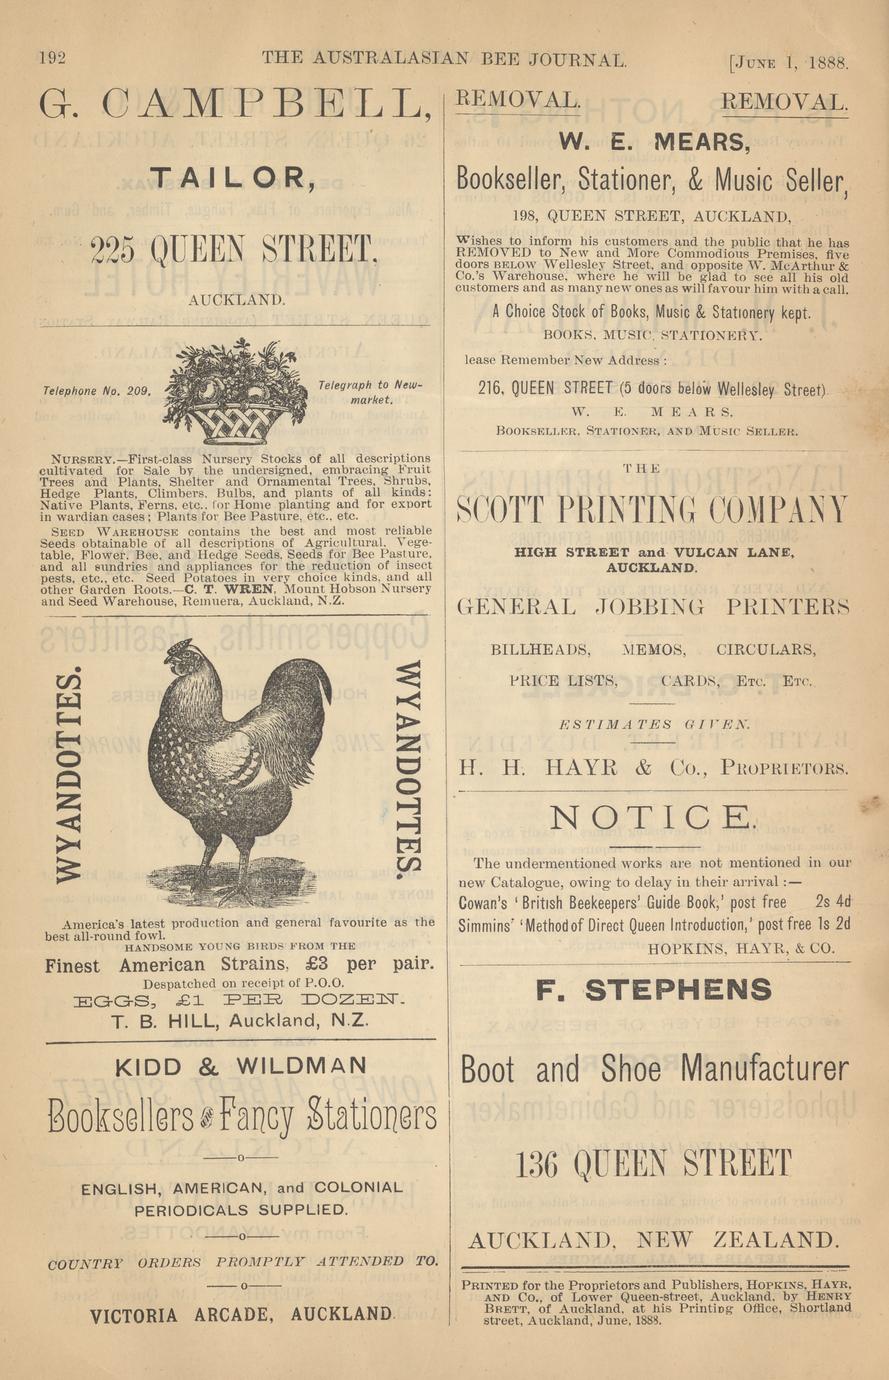 192
THE AUSTRALASIAN BEE JOURNAL.
[JUNE 1, 1888.
G. CAMPBELL,
TAILOR,
225 QUEEN STREET.
AUCKLAND.
Telephone No. 209.
Telegraph to New-
market.
NURSERY.—First-class Nursery Stocks of all descriptions
cultivated for Sale by the undersigned, embracing Fruit
Trees and Plants, Shelter and Ornamental Trees, Shrubs,
Hedge Plants, Climbers, Bulbs, and plants of all kinds:
Native Plants, Ferns, etc., for Home planting and for export
in wardian cases; Plants for Bee Pasture, etc., etc.
SEED WAREHOUSE contains the best and most reliable
Seeds obtainable of all descriptions of Agricultural, Vege-
table, Flower, Bee, and Hedge Seeds, Seeds for Bee Pasture,
and all sundries and appliances for the reduction of insect
pests, etc., etc. Seed Potatoes in very choice kinds, and all
other Garden Roots.—C. T. WREN, Mount Hobson Nursery
and Seed Warehouse, Remuera, Auckland, N.Z.
WYANDOTTES.
WYANDOTTES.
America's latest production and general favourite as the
best all-round fowl.
HANDSOME YOUNG BIRDS FROM THE
Finest American Strains, £3 per pair.
Despatched on receipt of P.O.O.
EGGS, £1 PER DOZEN.
T. B. HILL, Auckland, N.Z.
KIDD & WILDMAN
Booksellers and Fancy Stationers
—o—
ENGLISH, AMERICAN, and COLONIAL
PERIODICALS SUPPLIED.
—o—
COUNTRY ORDERS PROMPTLY ATTENDED TO.
—o—
VICTORIA ARCADE, AUCKLAND.
REMOVAL. REMOVAL.
W. E. MEARS,
Bookseller, Stationer, & Music Seller,
198, QUEEN STREET, AUCKLAND,
Wishes to inform his customers and the public that he has
REMOVED to New and More Commodious Premises, five
doors BELOW Wellesley Street, and opposite W. McArthur &
Co.'s Warehouse, where he will be glad to see all his old
customers and as many new ones as will favour him with a call.
A Choice Stock of Books, Music & Stationery kept.
BOOKS, MUSIC, STATIONERY.
lease Remember New Address:
216, QUEEN STREET (5 doors below Wellesley Street)
W. E. MEARS,
BOOKSELLER, STATIONER, AND MUSIC SELLER.
THE
SCOTT PRINTING COMPANY
HIGH STREET and VULCAN LANE,
AUCKLAND.
GENERAL JOBBING PRINTERS
BILLHEADS, MEMOS, CIRCULARS,
PRICE LISTS, CARDS, ETC. ETC.
ESTIMATES GIVEN.
H. H. HAYR & Co., PROPRIETORS.
NOTICE.
The undermentioned works are not mentioned in our
new Catalogue, owing to delay in their arrival:—
Cowan's 'British Beekeepers' Guide Book,' post free 2s 4d
Simmins' 'Method of Direct Queen Introduction,' post free 1s 2d
HOPKINS, HAYR, & CO.
F. STEPHENS
Boot and Shoe Manufacturer
136 QUEEN STREET
AUCKLAND, NEW ZEALAND.
PRINTED for the Proprietors and Publishers, HOPKINS, HAYR,
AND Co., of Lower Queen-street, Auckland, by HENRY
BRETT, of Auckland, at his Printing Office, Shortland
street, Auckland, June, 1888.